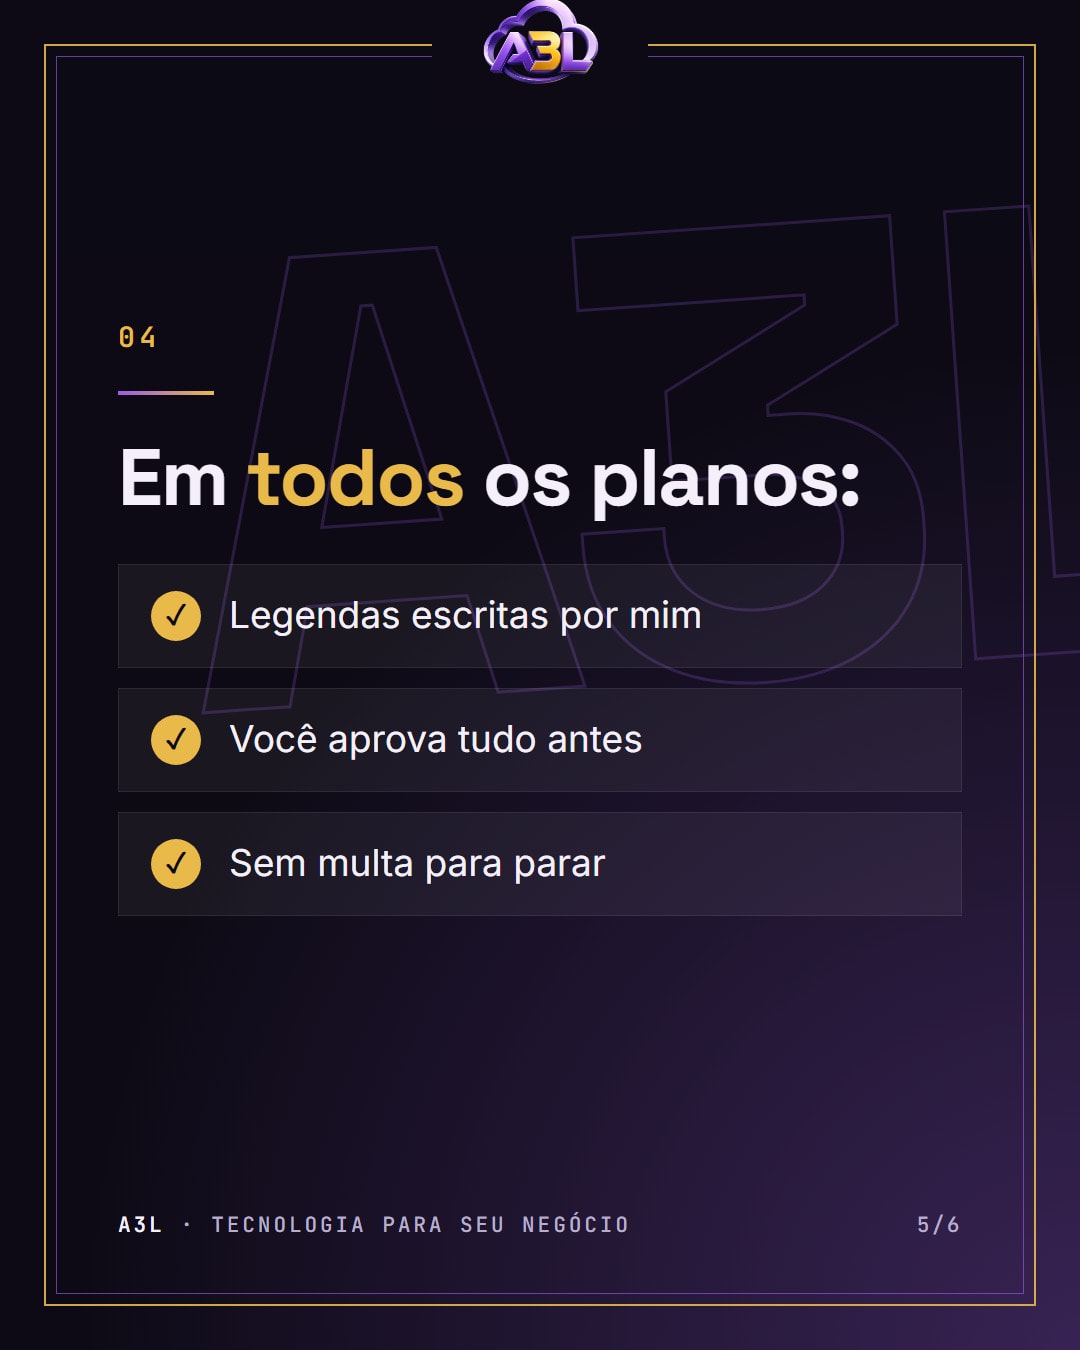 A3L
04
Em todos os planos:
✓ Legendas escritas por mim
✓ Você aprova tudo antes
✓ Sem multa para parar
A3L · TECNOLOGIA PARA SEU NEGÓCIO
5/6